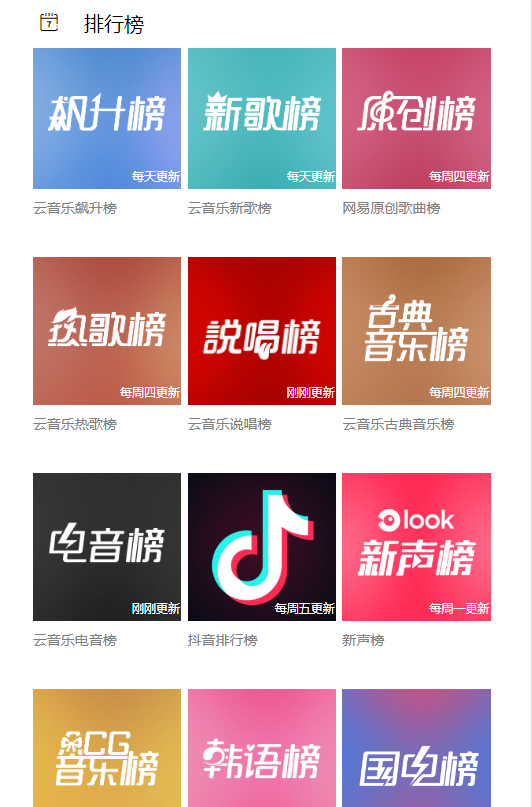 7
排行榜
飙升榜
每天更新
新歌榜
每天更新
原创榜
每周四更新
云音乐飙升榜
云音乐新歌榜
网易原创歌曲榜
热歌榜
每周四更新
説唱榜
刚刚更新
古典
音乐榜
每周四更新
云音乐热歌榜
云音乐说唱榜
云音乐古典音乐榜
电音榜
刚刚更新
每周五更新
look
新声榜
每周一更新
云音乐电音榜
抖音排行榜
新声榜
ACG
音乐榜
韩语榜
国电榜